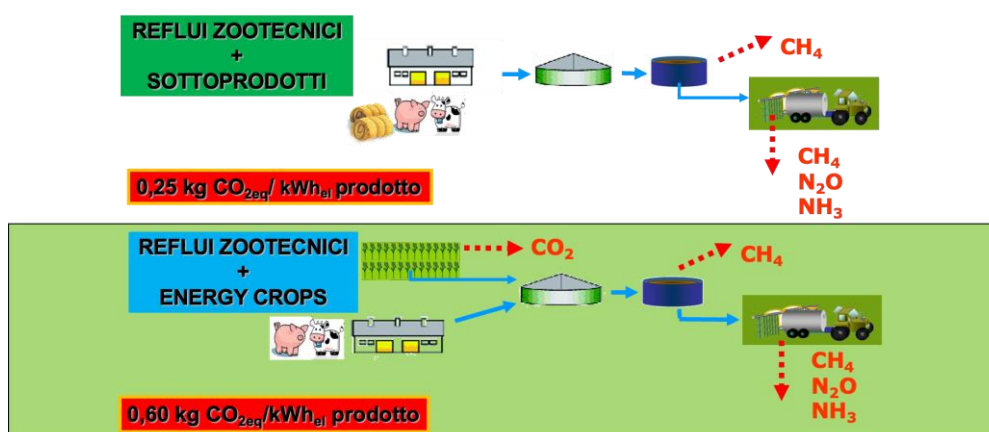 REFLUI ZOOTECNICI
+
SOTTOPRODOTTI
CH4
CH4
N2O
NH3
0,25 kg CO2eq/ kWhel prodotto
REFLUI ZOOTECNICI
+
ENERGY CROPS
CO2
CH4
CH4
N2O
NH3
0,60 kg CO2eq/kWhel prodotto